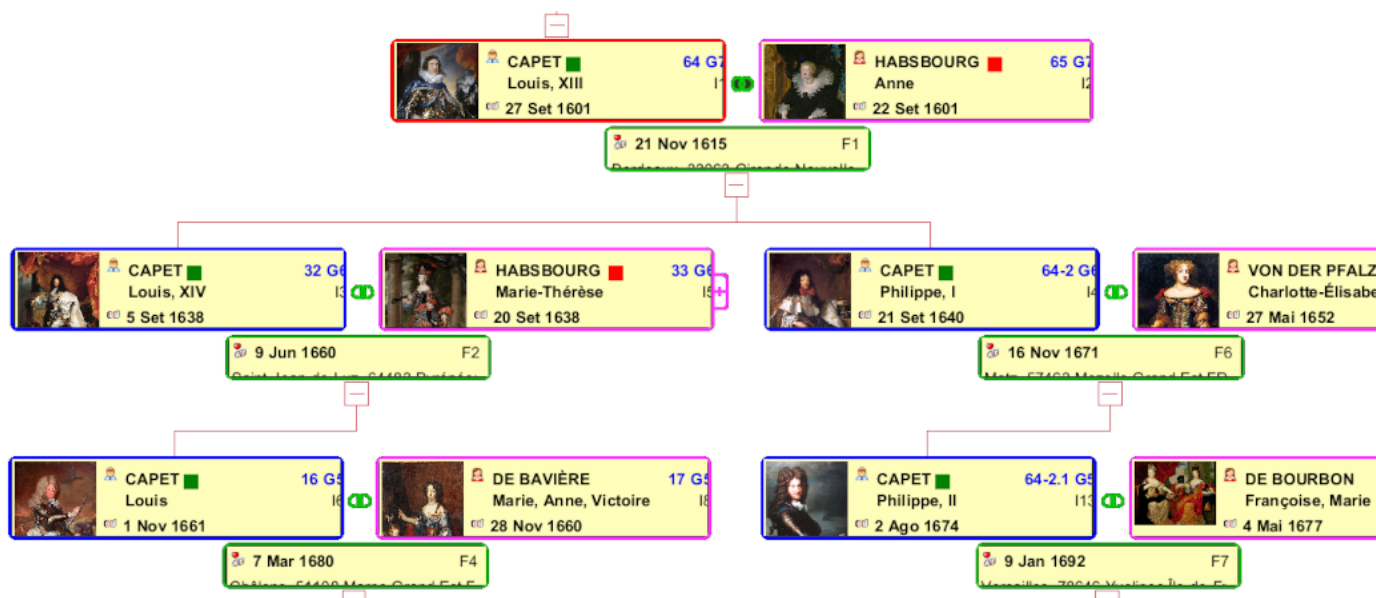 CAPET 64 G7
Louis, XIII I1
27 Set 1601
HABSBOURG 65 G7
Anne I2
22 Set 1601
21 Nov 1615 F1
CAPET 32 G6
Louis, XIV I3
5 Set 1638
HABSBOURG 33 G6
Marie-Thérèse I5
20 Set 1638
9 Jun 1660 F2
CAPET 64-2 G6
Philippe, I I4
21 Set 1640
VON DER PFALZ
Charlotte-Élisabe
27 Mai 1652
16 Nov 1671 F6
CAPET 16 G5
Louis I6
1 Nov 1661
DE BAVIÈRE 17 G5
Marie, Anne, Victoire I8
28 Nov 1660
7 Mar 1680 F4
CAPET 64-2.1 G5
Philippe, II I13
2 Ago 1674
DE BOURBON
Françoise, Marie
4 Mai 1677
9 Jan 1692 F7